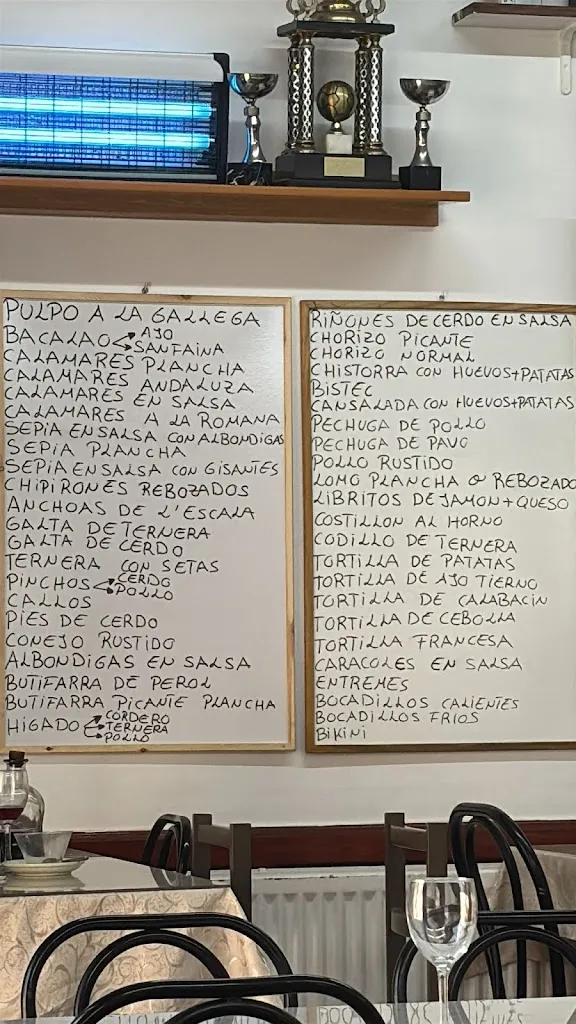 PULPO A LA GALLEGA
BACALAO AJO
SANFAINA
CALAMARES PLANCHA
CALAMARES ANDALUZA
CALAMARES EN SALSA
CALAMARES A LA ROMANA
SEPIA EN SALSA CON ALBONDIGAS
SEPIA PLANCHA
SEPIA EN SALSA CON GISANTES
CHIPIRONES REBOZADOS
ANCHOAS DE L'ESCALA
GALTA DE TERNERA
GALTA DE CERDO
TERNERA CON SETAS
PINCHOS CERDO
POLLO
CALLOS
PIES DE CERDO
CONEJO RUSTIDO
ALBONDIGAS EN SALSA
BUTIFARRA DE PEROL
BUTIFARRA PICANTE PLANCHA
HIGADO CORDERO
TERNERA
POLLO
RIÑONES DE CERDO EN SALSA
CHORIZO PICANTE
CHORIZO NORMAL
CHISTORRA CON HUEVOS+PATATAS
BISTEC
CANSALADA CON HUEVOS+PATATAS
PECHUGA DE POLLO
PECHUGA DE PAVO
POLLO RUSTIDO
LOMO PLANCHA O REBOZADO
LIBRITOS DE JAMON+QUESO
COSTILLON AL HORNO
CODILLO DE TERNERA
TORTILLA DE PATATAS
TORTILLA DE AJO TIERNO
TORTILLA DE CALABACIN
TORTILLA DE CEBOLLA
TORTILLA FRANCESA
CARACOLES EN SALSA
ENTREMES
BOCADILLOS CALIENTES
BOCADILLOS FRIOS
BIKINI